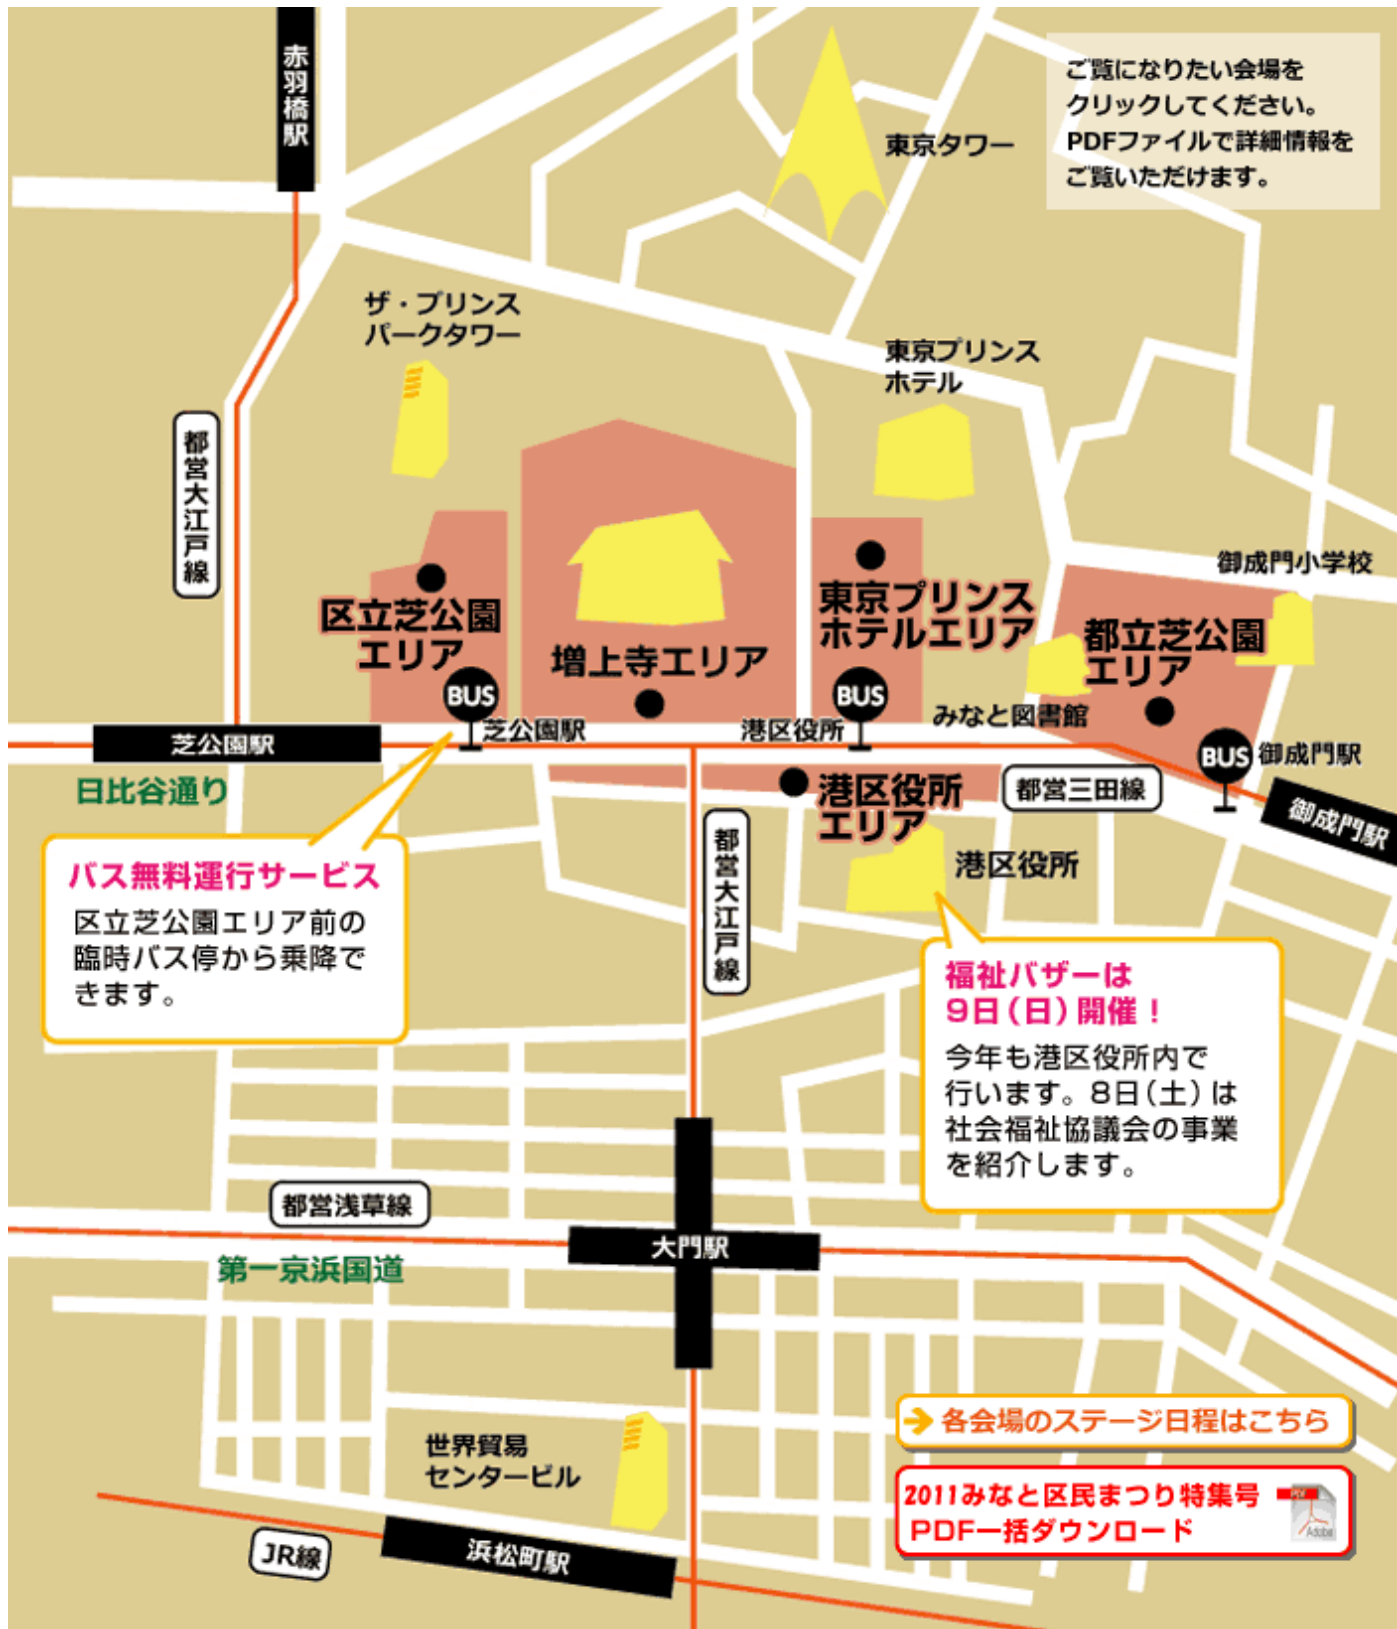 赤羽橋駅
ご覧になりたい会場を
クリックしてください。
PDFファイルで詳細情報を
ご覧いただけます。
東京タワー
ザ・プリンス
パークタワー
東京プリンス
ホテル
都営大江戸線
御成門小学校
区立芝公園
エリア
増上寺エリア
東京プリンス
ホテルエリア
都立芝公園
エリア
BUS
BUS
みなと図書館
芝公園駅
港区役所
芝公園駅
BUS
御成門駅
日比谷通り
港区役所
エリア
都営三田線
御成門駅
都営大江戸線
港区役所
バス無料運行サービス
区立芝公園エリア前の
臨時バス停から乗降で
きます。
福祉バザーは
9日(日)開催！
今年も港区役所内で
行います。8日(土)は
社会福祉協議会の事業
を紹介します。
都営浅草線
大門駅
第一京浜国道
各会場のステージ日程はこちら
世界貿易
センタービル
2011みなと区民まつり特集号
PDF一括ダウンロード
PDF
Adobe
JR線
浜松町駅